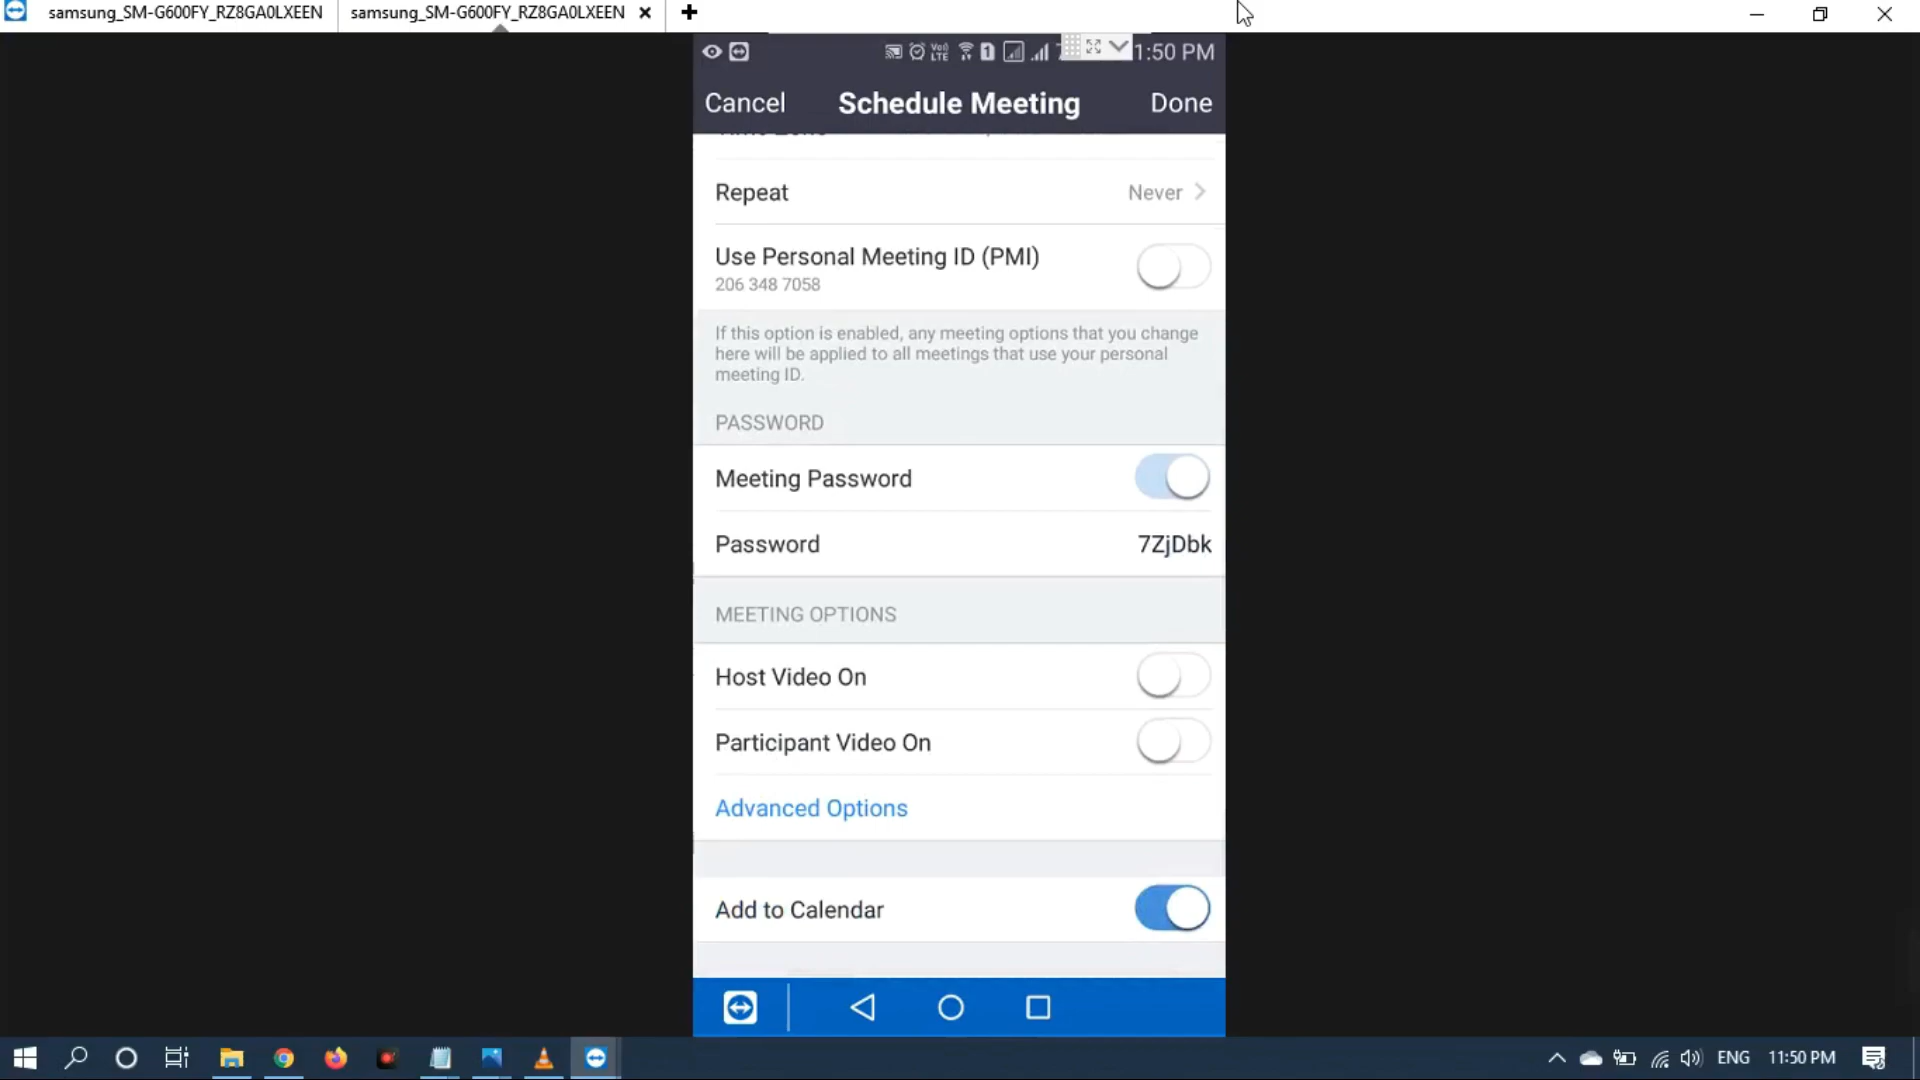 samsung_SM-G600FY_RZ8GA0LXEEN samsung_SM-G600FY_RZ8GA0LXEEN
1:50 PM
Cancel Schedule Meeting Done
Repeat Never
Use Personal Meeting ID (PMI)
206 348 7058
If this option is enabled, any meeting options that you change
here will be applied to all meetings that use your personal
meeting ID.
PASSWORD
Meeting Password
Password 7ZjDbk
MEETING OPTIONS
Host Video On
Participant Video On
Advanced Options
Add to Calendar
ENG 11:50 PM